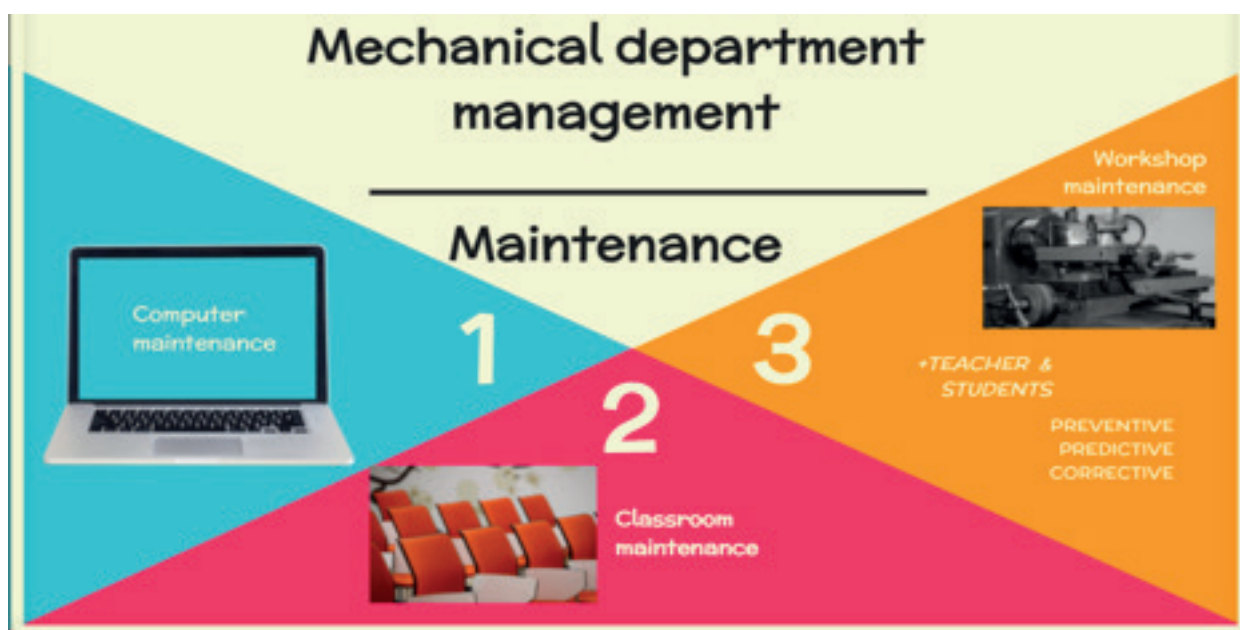 Mechanical department
management
Maintenance
1
Computer
maintenance
2
Classroom
maintenance
3
Workshop
maintenance
+TEACHER &
STUDENTS
PREVENTIVE
PREDICTIVE
CORRECTIVE